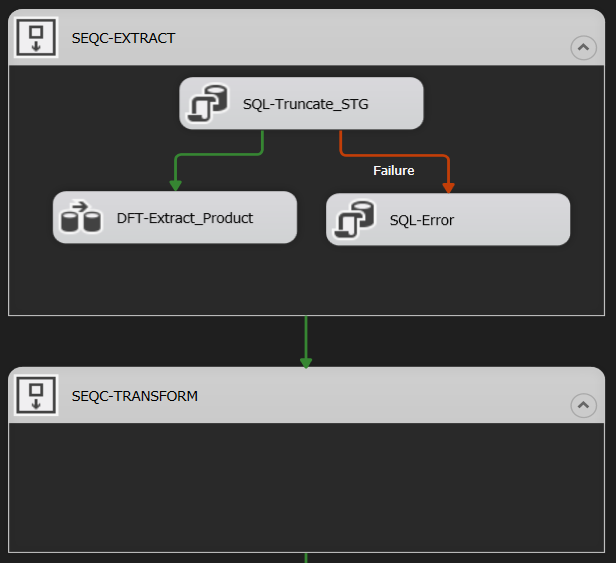 SEQC-EXTRACT
SQL-Truncate_STG
Failure
DFT-Extract_Product
SQL-Error
SEQC-TRANSFORM